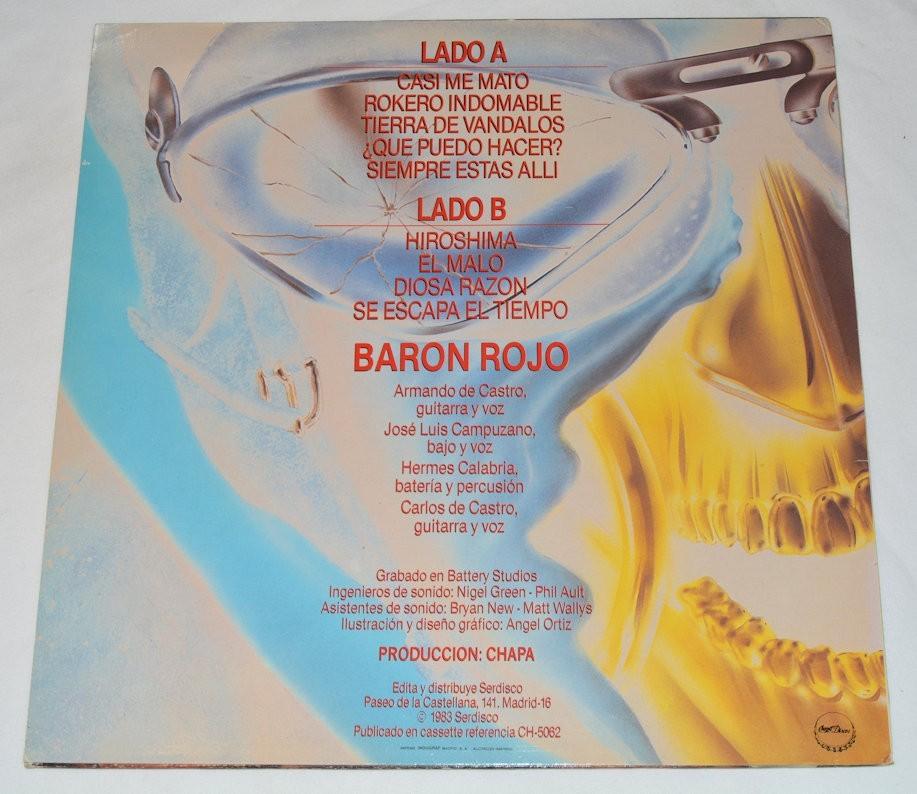 LADO A
CASI ME MATO
ROKERO INDOMABLE
TIERRA DE VANDALOS
¿QUE PUEDO HACER?
SIEMPRE ESTAS ALLI
LADO B
HIROSHIMA
EL MALO
DIOSA RAZON
SE ESCAPA EL TIEMPO
BARON ROJO
Armando de Castro,
guitarra y voz
José Luis Campuzano,
bajo y voz
Hermes Calabria,
batería y percusión
Carlos de Castro,
guitarra y voz
Grabado en Battery Studios
Ingenieros de sonido: Nigel Green - Phil Ault
Asistentes de sonido: Bryan New - Matt Wallys
Ilustración y diseño gráfico: Angel Ortiz
PRODUCCION: CHAPA
Edita y distribuye Serdisco
Paseo de la Castellana, 141. Madrid-16
© 1983 Serdisco
Publicado en cassette referencia CH-5062